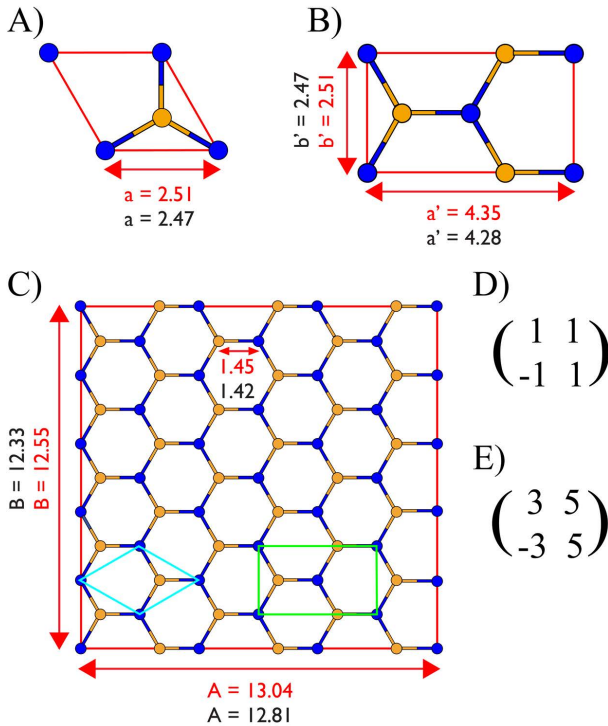 A)
a = 2.51
a = 2.47
B)
b' = 2.47
b' = 2.51
a' = 4.35
a' = 4.28
C)
1.45
1.42
B = 12.33
B = 12.55
A = 13.04
A = 12.81
D)
1 1
-1 1
E)
3 5
-3 5